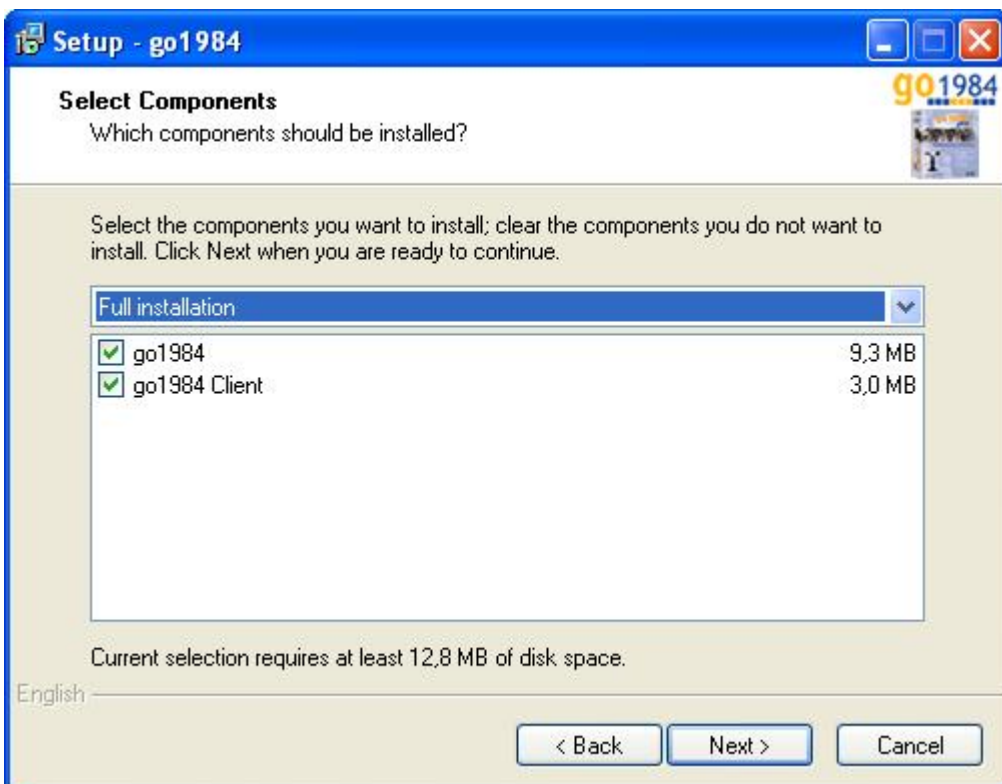 Setup - go1984
go1984
Select Components
Which components should be installed?
Select the components you want to install; clear the components you do not want to
install. Click Next when you are ready to continue.
Full installation
go1984 9,3 MB
go1984 Client 3,0 MB
Current selection requires at least 12,8 MB of disk space.
English
< Back Next > Cancel